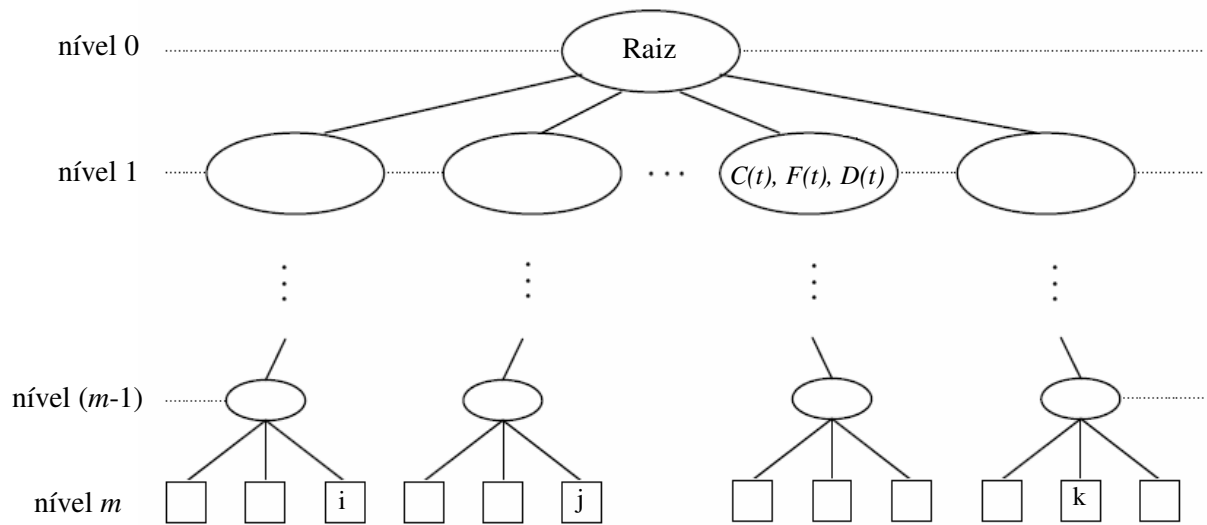 nível 0
Raiz
nível 1
C(t), F(t), D(t)
nível (m-1)
nível m
i
j
k